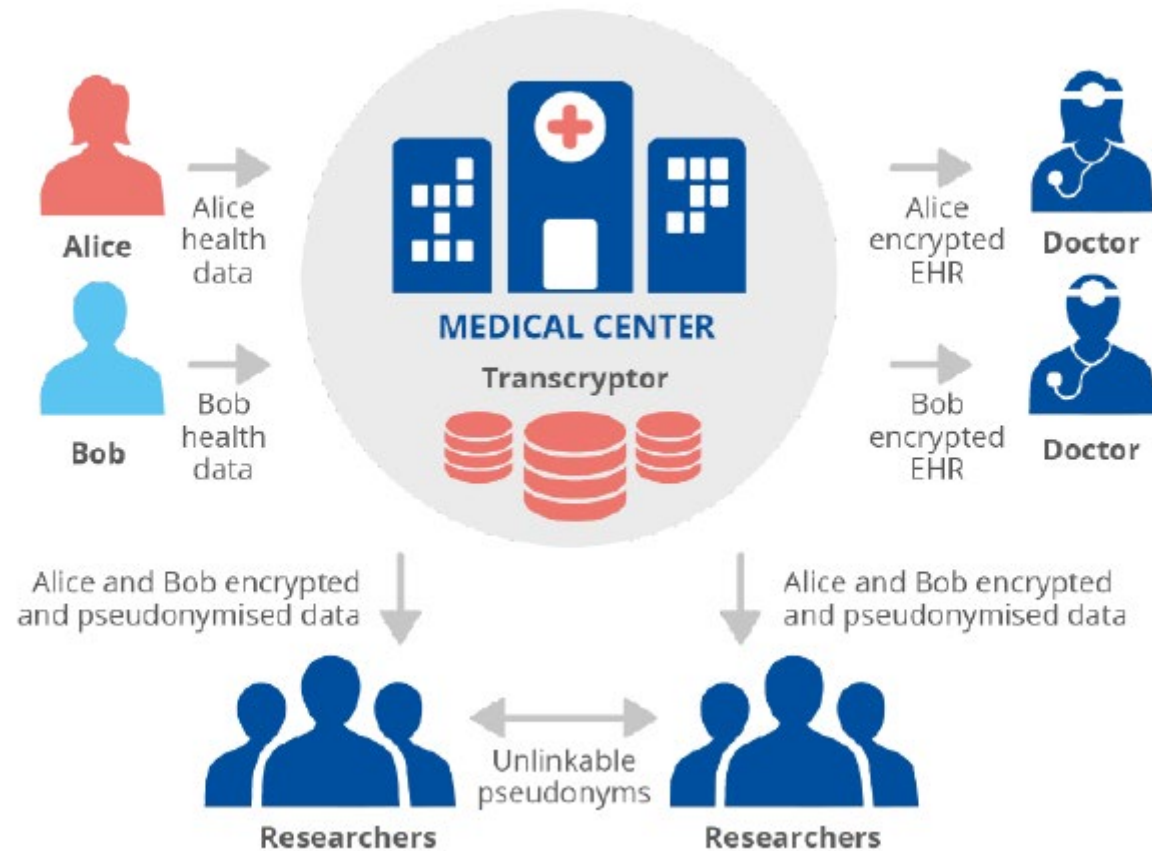 Alice
Alice
health
data
Bob
Bob
health
data
MEDICAL CENTER
Transcryptor
Alice
encrypted
EHR
Doctor
Bob
encrypted
EHR
Doctor
Alice and Bob encrypted
and pseudonymised data
Alice and Bob encrypted
and pseudonymised data
Unlinkable
pseudonyms
Researchers
Researchers